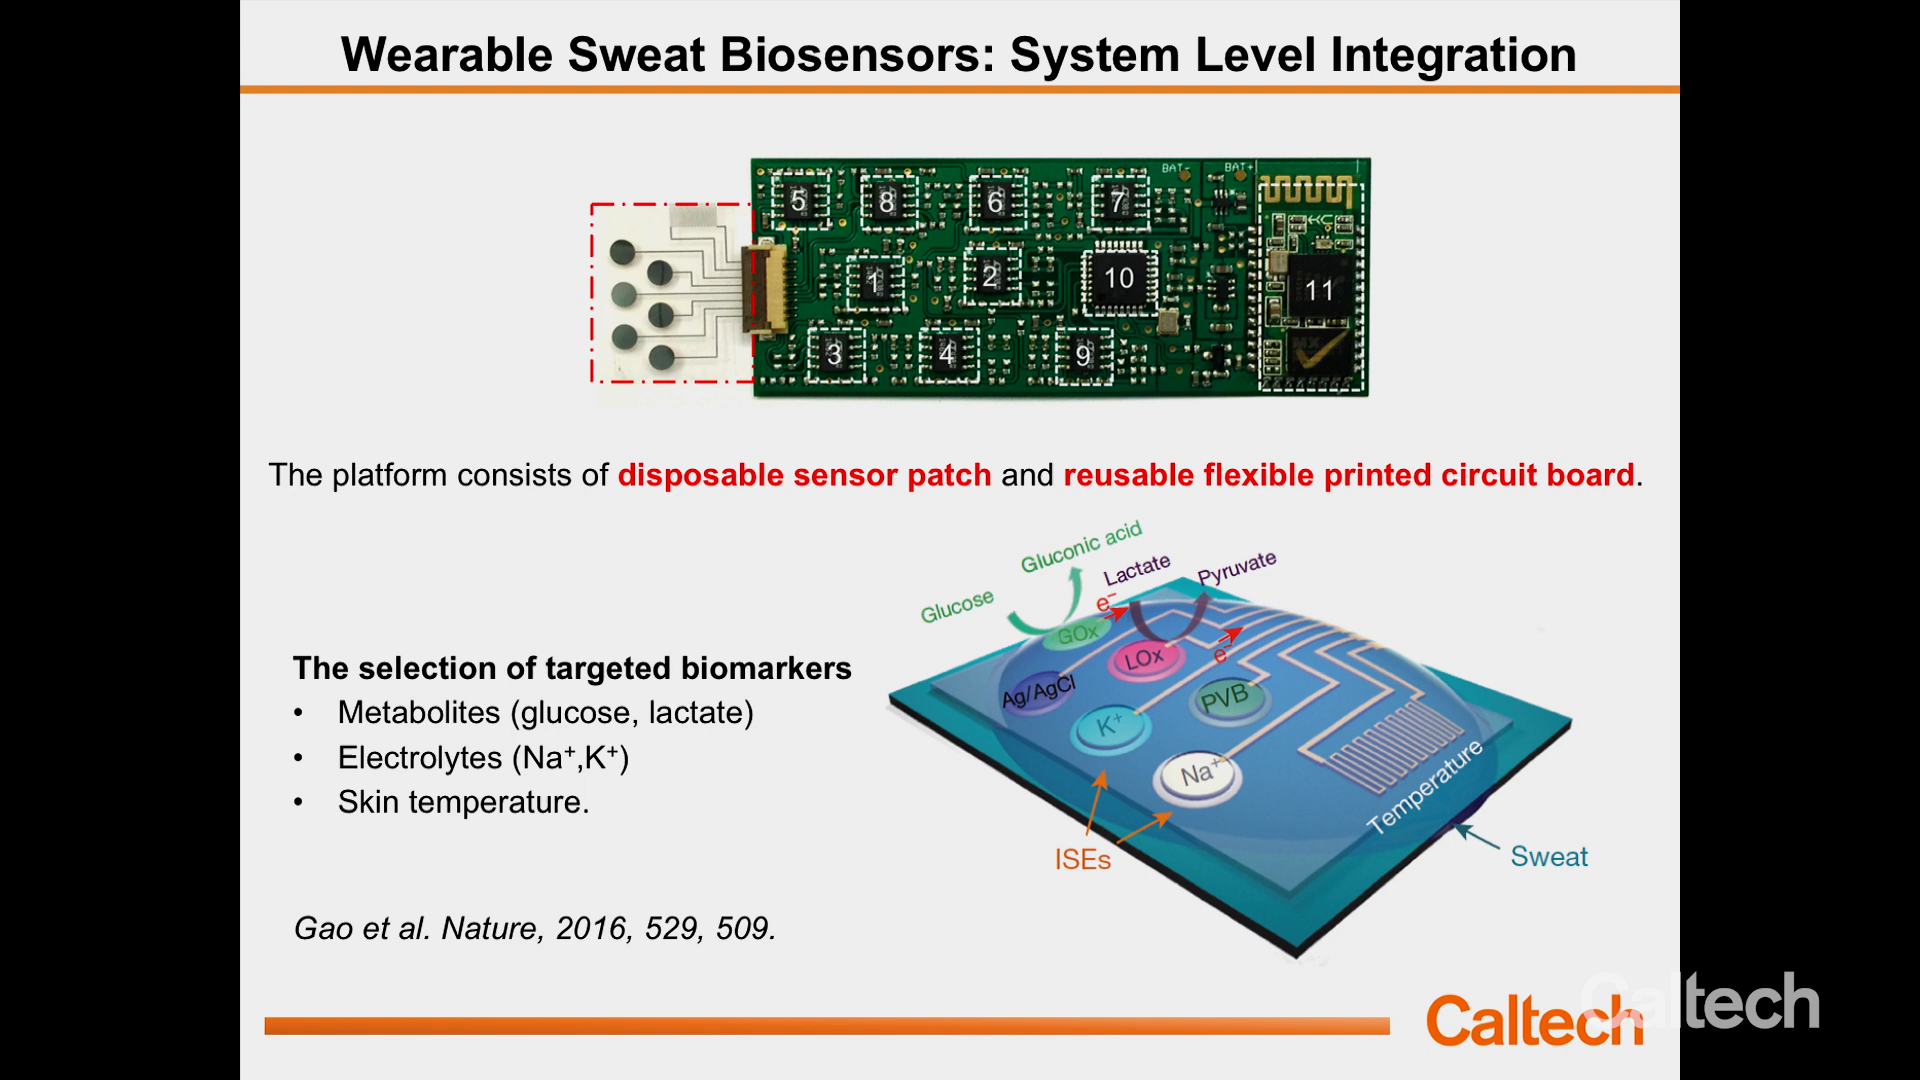 Wearable Sweat Biosensors: System Level Integration
BAT- BAT+
5 8 6 7
1 2 10 11
3 4 9
The platform consists of disposable sensor patch and reusable flexible printed circuit board.
Gluconic acid
Glucose
Lactate
Pyruvate
e⁻
GOx
LOx
e⁻
Ag/AgCl
PVB
K⁺
Na⁺
Temperature
ISEs
Sweat
The selection of targeted biomarkers
• Metabolites (glucose, lactate)
• Electrolytes (Na⁺,K⁺)
• Skin temperature.
Gao et al. Nature, 2016, 529, 509.
Caltech
Caltech